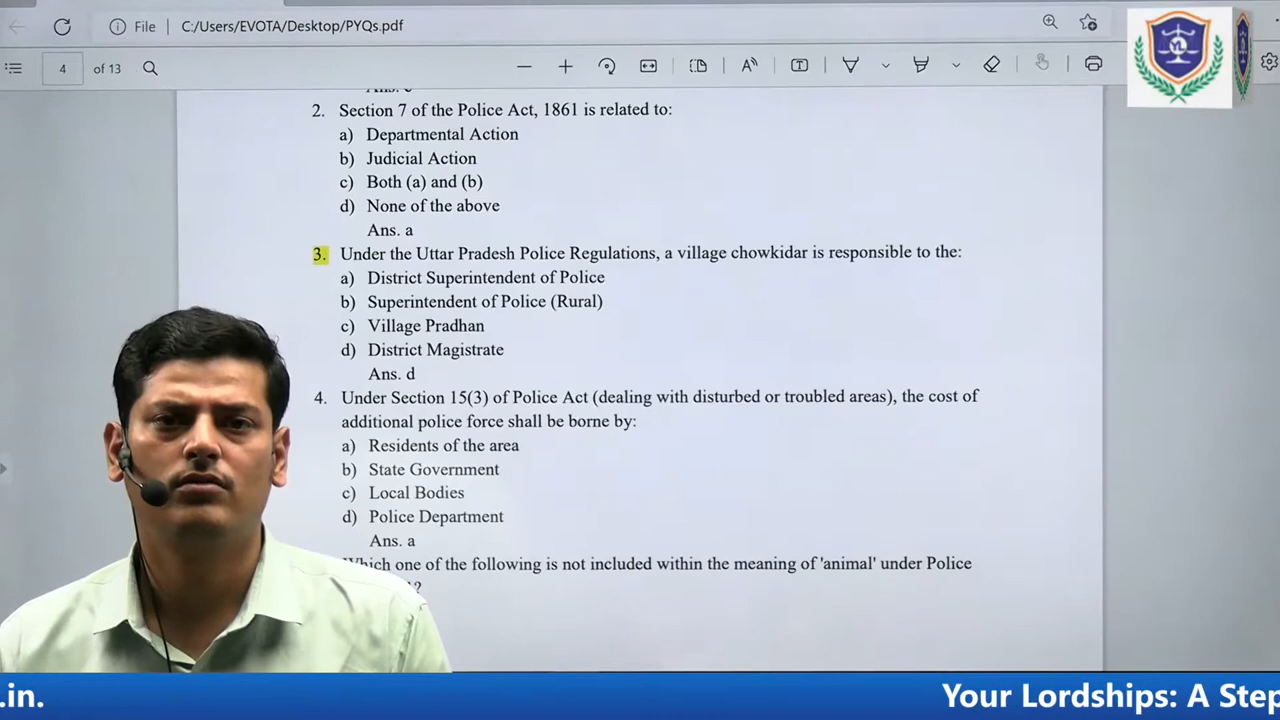 File
C:/Users/EVOTA/Desktop/PYQs.pdf
4 of 13
2. Section 7 of the Police Act, 1861 is related to:
a) Departmental Action
b) Judicial Action
c) Both (a) and (b)
d) None of the above
Ans. a
3. Under the Uttar Pradesh Police Regulations, a village chowkidar is responsible to the:
a) District Superintendent of Police
b) Superintendent of Police (Rural)
c) Village Pradhan
d) District Magistrate
Ans. d
4. Under Section 15(3) of Police Act (dealing with disturbed or troubled areas), the cost of
additional police force shall be borne by:
a) Residents of the area
b) State Government
c) Local Bodies
d) Police Department
Ans. a
Which one of the following is not included within the meaning of 'animal' under Police
.in.
Your Lordships: A Step